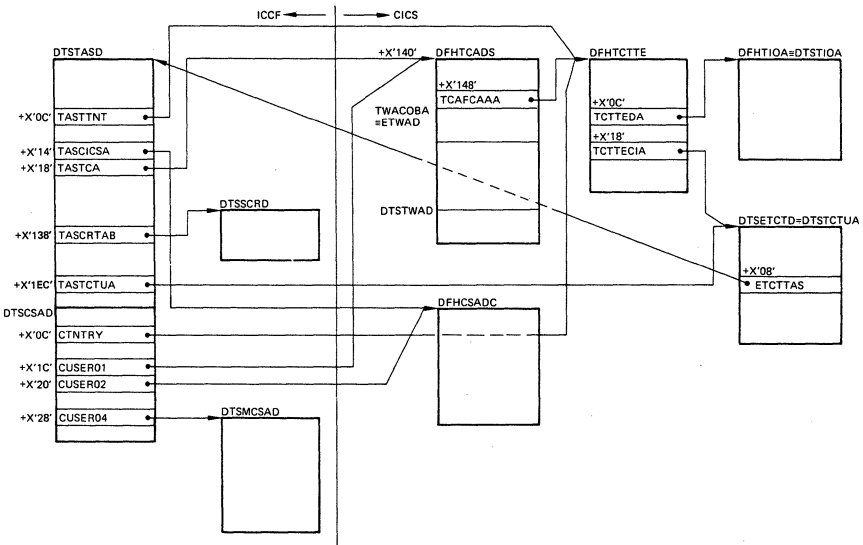 ICCF CICS
DTSTASD
+X'0C' TASTTNT
+X'14' TASCICSA
+X'18' TASTCA
+X'138' TASCRTAB
+X'1EC' TASTCTUA
DTSCSAD
+X'0C' CTNTRY
+X'1C' CUSER01
+X'20' CUSER02
+X'28' CUSER04
DTSSCRD
DTSMCSAD
+X'140' DFHTCADS
+X'148'
TCAFCAAA
TWACOBA
≡ETWAD
DTSTWAD
DFHCSADC
DFHTCTTE
+X'0C'
TCTTEDA
+X'18'
TCTTECIA
DFHTIOA≡DTSTIOA
DTSETCTD=DTSTCTUA
+X'08'
ETCTTAS